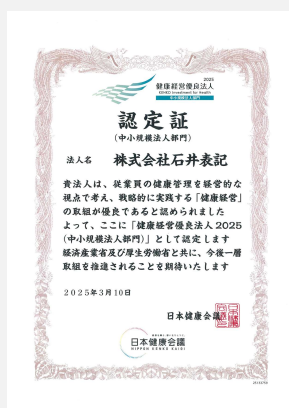 2025
健康経営優良法人
KENKO Investment for Health
中小規模法人部門
認定証
(中小規模法人部門)
法人名 株式会社石井表記
貴法人は、従業員の健康管理を経営的な
視点で考え、戦略的に実践する「健康経営」
の取組が優良であると認められました
よって、ここに「健康経営優良法人2025
(中小規模法人部門)」として認定します
経済産業省及び厚生労働省と共に、今後一層
取組を推進されることを期待いたします
2025年3月10日
日本健康会議
日本健康会議
NIPPON KENKO KAIGI